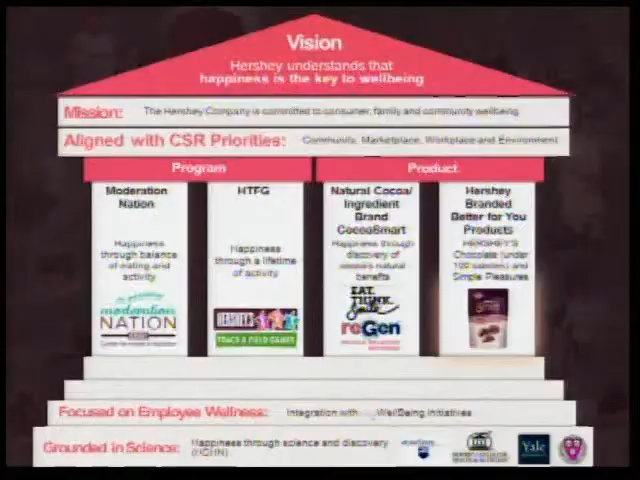 Vision
Hershey understands that
happiness is the key to wellbeing
Mission: The Hershey Company is committed to consumer, family and community wellbeing
Aligned with CSR Priorities: Community, Marketplace, Workplace and Environment
Program
Product
Moderation
Nation
Happiness
through balance
of eating and
activity
moderation
NATION
HTFG
Happiness
through a lifetime
of activity
HERSHEY'S
TRACK & FIELD GAMES
Natural Cocoa/
Ingredient
Brand
CocoaSmart
Happiness through
discovery of
natural
benefits
EAT.
THINK.
Smile.
reGen
Hershey
Branded
Better for You
Products
HERSHEY'S
Chocolate (under
100 calories) and
Simple Pleasures
Focused on Employee Wellness: Integration with WellBeing Initiatives
Grounded in Science: Happiness through science and discovery
(HCHN)
Yale